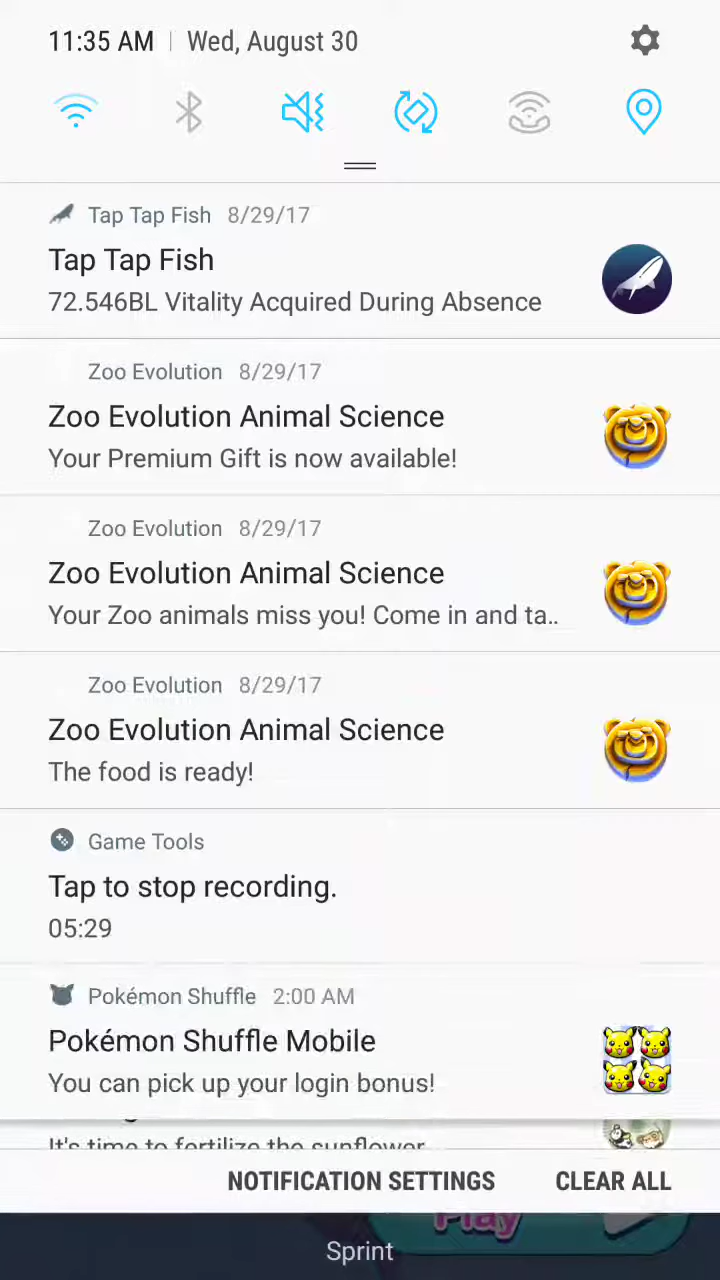 11:35 AM | Wed, August 30
Tap Tap Fish 8/29/17
Tap Tap Fish
72.546BL Vitality Acquired During Absence
Zoo Evolution 8/29/17
Zoo Evolution Animal Science
Your Premium Gift is now available!
Zoo Evolution 8/29/17
Zoo Evolution Animal Science
Your Zoo animals miss you! Come in and ta..
Zoo Evolution 8/29/17
Zoo Evolution Animal Science
The food is ready!
Game Tools
Tap to stop recording.
05:29
Pokémon Shuffle 2:00 AM
Pokémon Shuffle Mobile
You can pick up your login bonus!
It's time to fertilize the sunflower
NOTIFICATION SETTINGS CLEAR ALL
Play
Sprint